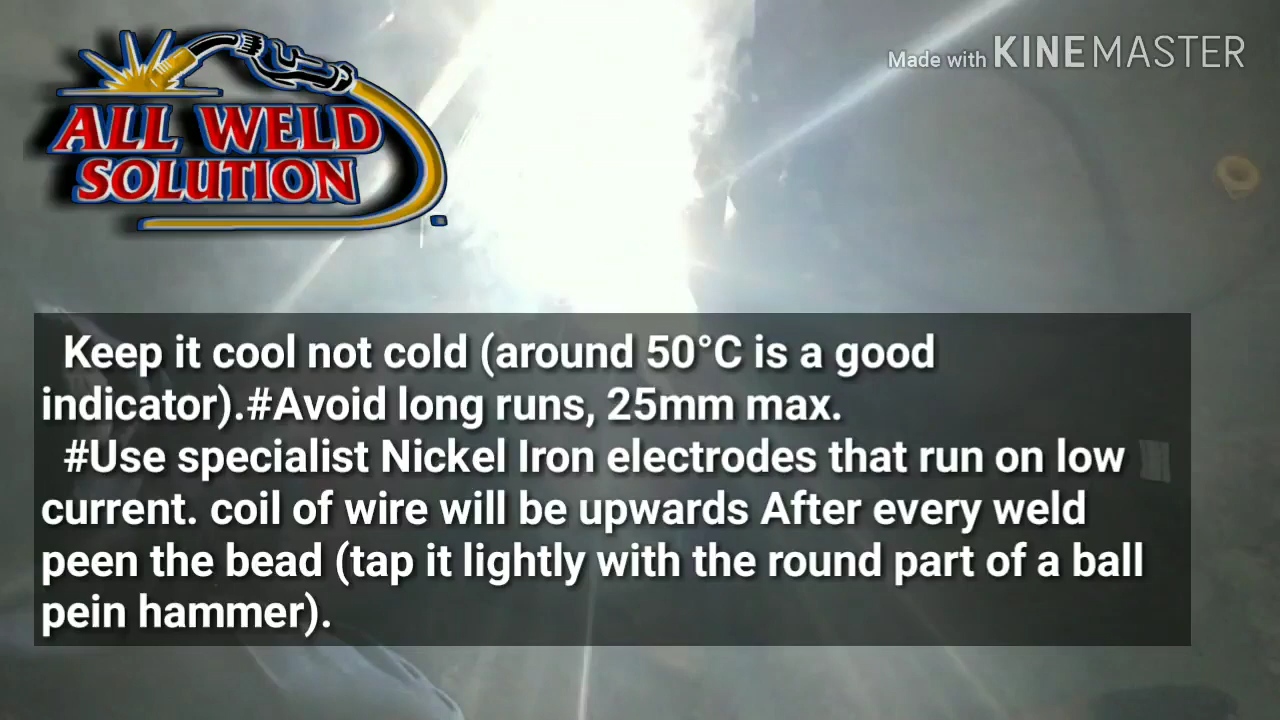 ALL WELD
SOLUTION
Made with KINEMASTER
Keep it cool not cold (around 50°C is a good
indicator).#Avoid long runs, 25mm max.
#Use specialist Nickel Iron electrodes that run on low
current. coil of wire will be upwards After every weld
peen the bead (tap it lightly with the round part of a ball
pein hammer).